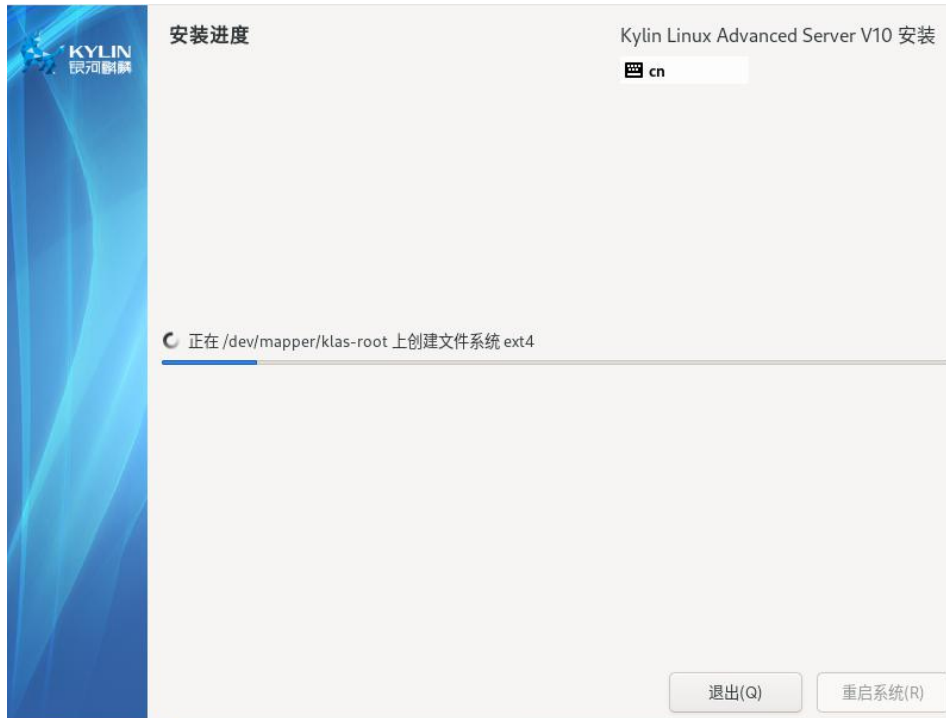 KYLIN
银河麒麟
安装进度
Kylin Linux Advanced Server V10 安装
cn
正在 /dev/mapper/klas-root 上创建文件系统 ext4
退出(Q)
重启系统(R)